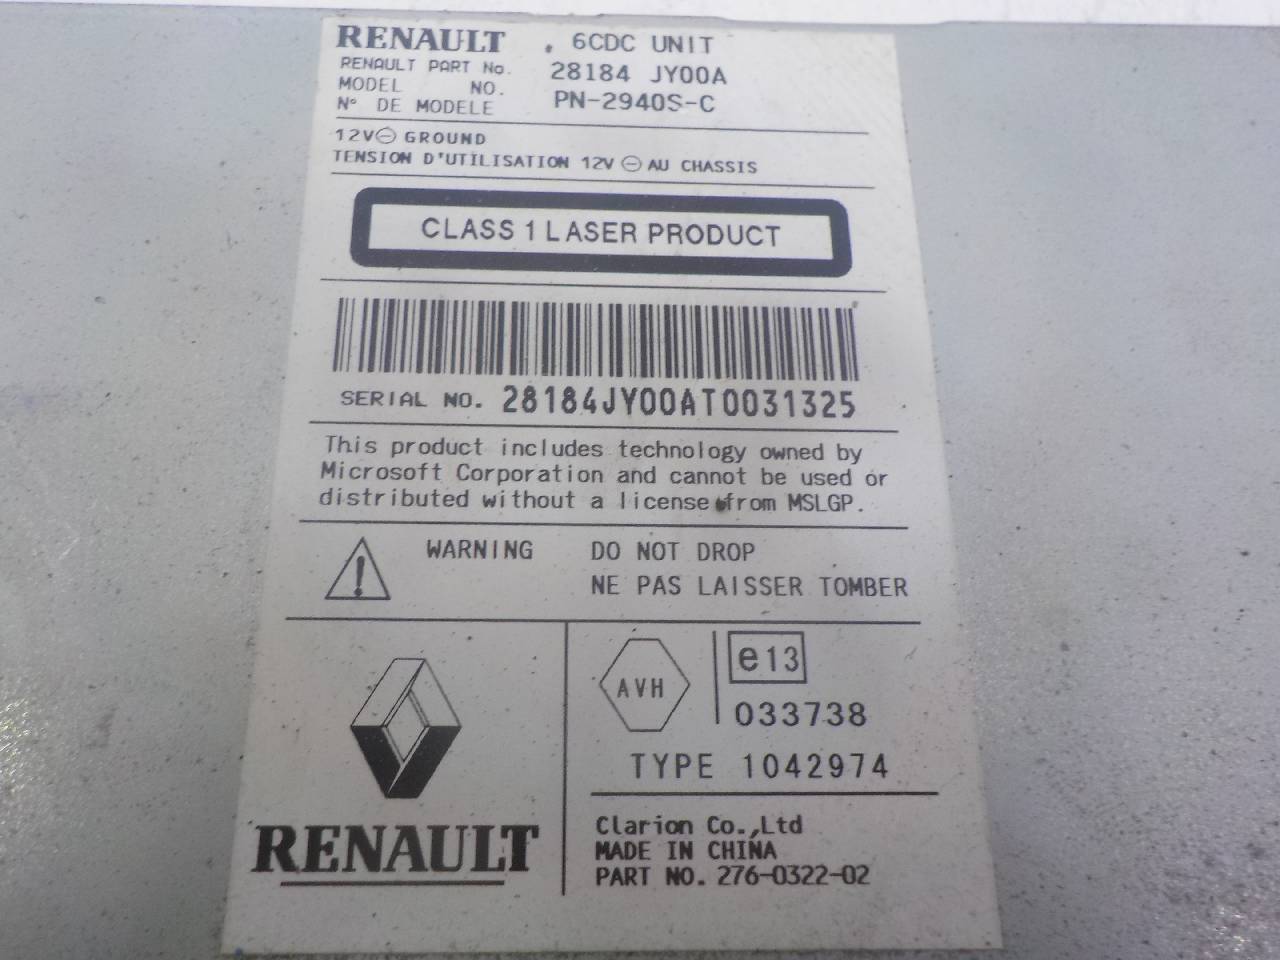 RENAULT 6CDC UNIT
RENAULT PART No. 28184 JY00A
MODEL NO. PN-2940S-C
N° DE MODELE
12V⊖ GROUND
TENSION D'UTILISATION 12V ⊖ AU CHASSIS
CLASS 1 LASER PRODUCT
SERIAL NO. 28184JY00AT0031325
This product includes technology owned by
Microsoft Corporation and cannot be used or
distributed without a license from MSLGP.
WARNING DO NOT DROP
NE PAS LAISSER TOMBER
AVH
e13
033738
TYPE 1042974
RENAULT
Clarion Co.,Ltd
MADE IN CHINA
PART NO. 276-0322-02